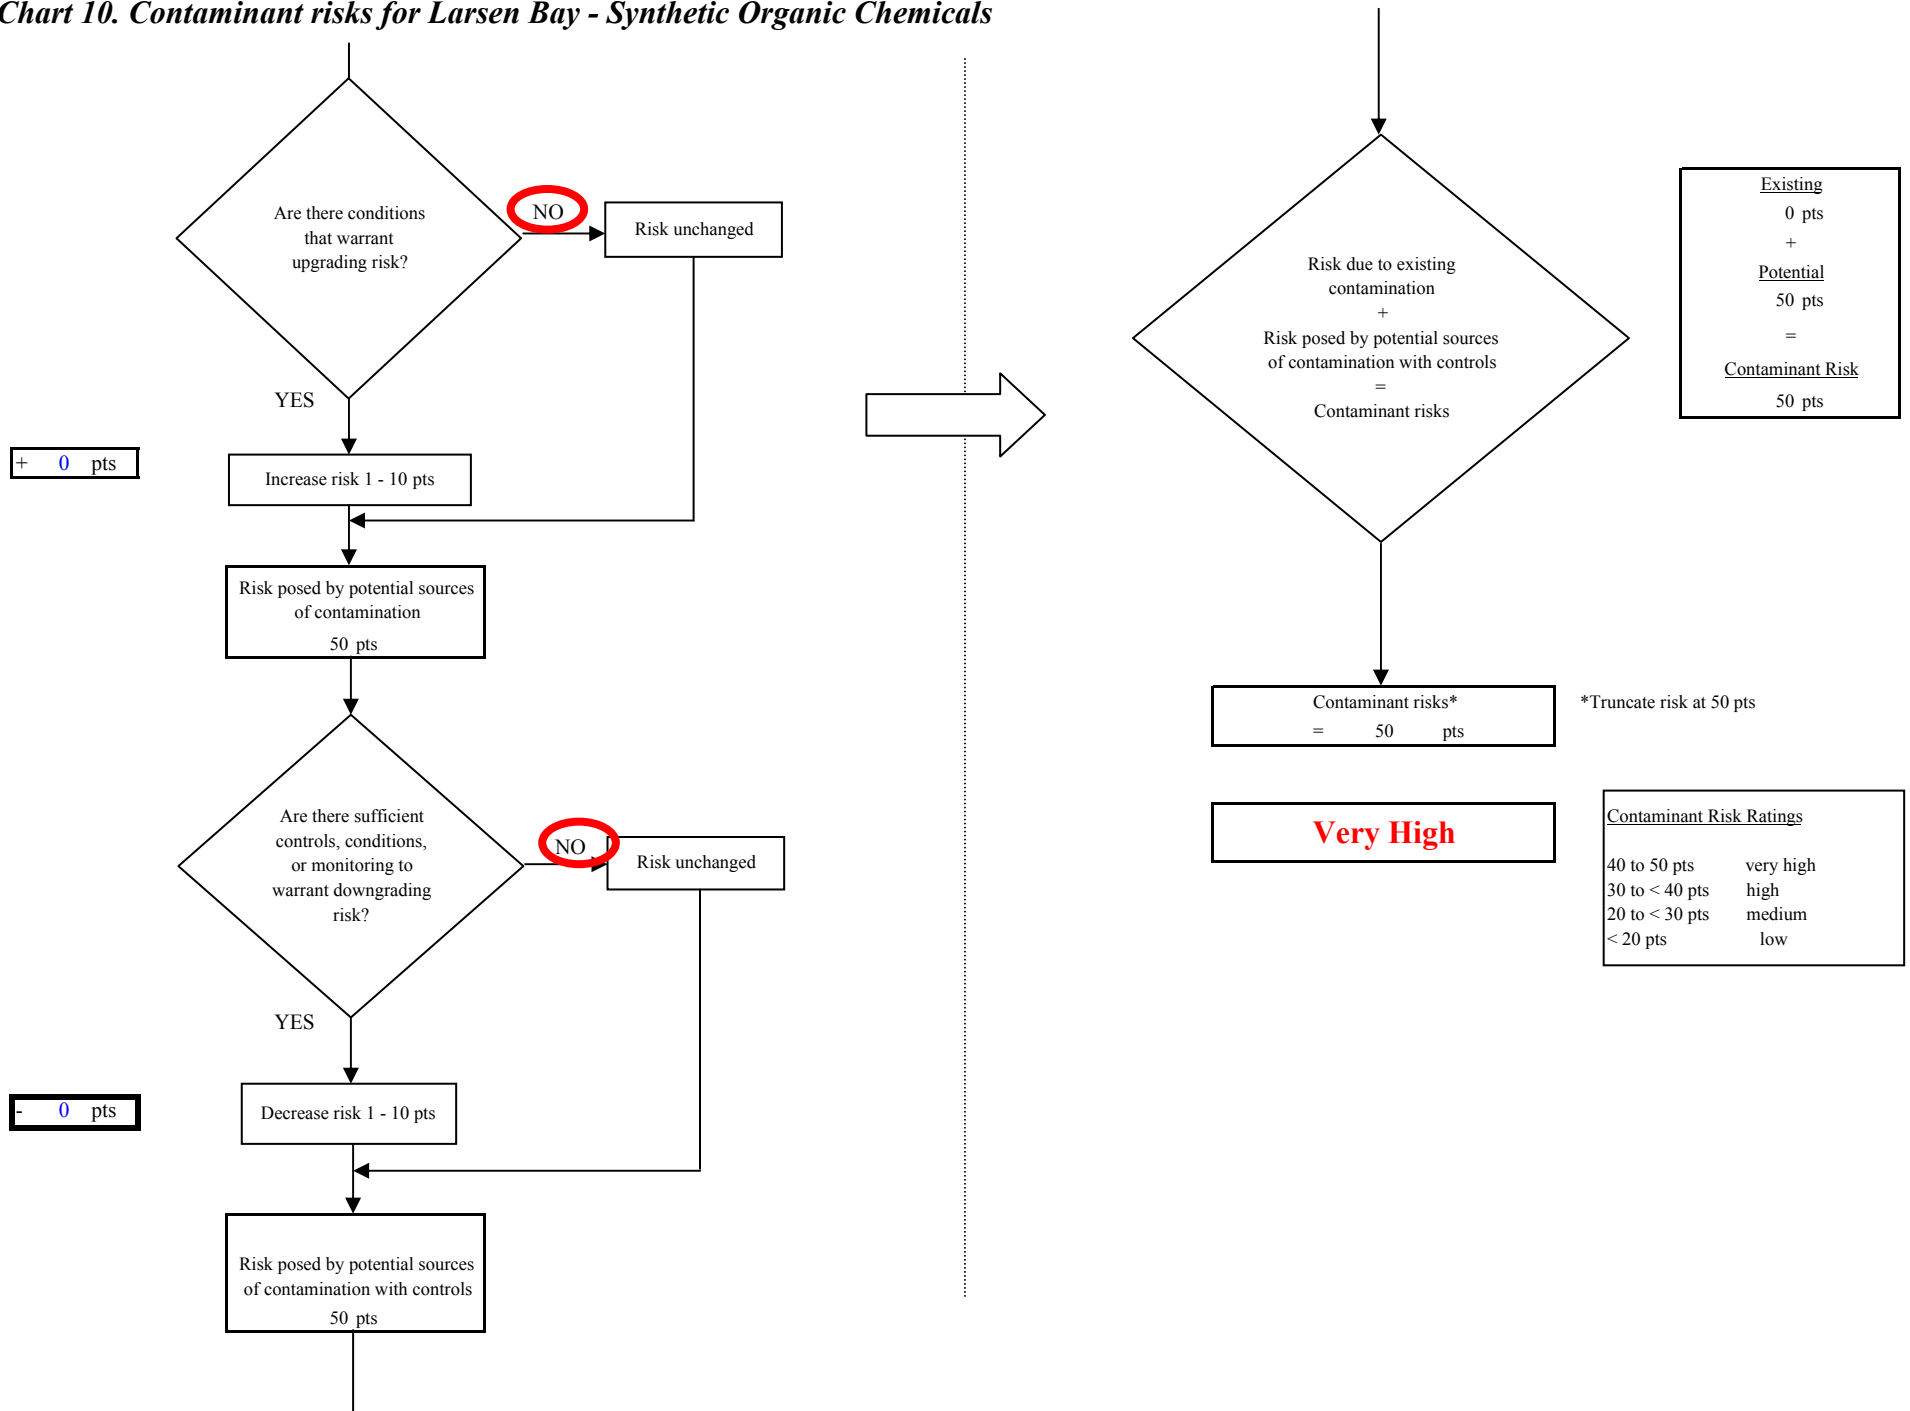 Chart 10. Contaminant risks for Larsen Bay - Synthetic Organic Chemicals
Are there conditions
that warrant
upgrading risk?
NO
Risk unchanged
YES
+ 0 pts
Increase risk 1 - 10 pts
Risk posed by potential sources
of contamination
50 pts
Are there sufficient
controls, conditions,
or monitoring to
warrant downgrading
risk?
NO
Risk unchanged
YES
- 0 pts
Decrease risk 1 - 10 pts
Risk posed by potential sources
of contamination with controls
50 pts
Risk due to existing
contamination
+
Risk posed by potential sources
of contamination with controls
=
Contaminant risks
Existing
0 pts
+
Potential
50 pts
=
Contaminant Risk
50 pts
Contaminant risks*
= 50 pts
*Truncate risk at 50 pts
Very High
Contaminant Risk Ratings
40 to 50 pts very high
30 to < 40 pts high
20 to < 30 pts medium
< 20 pts low